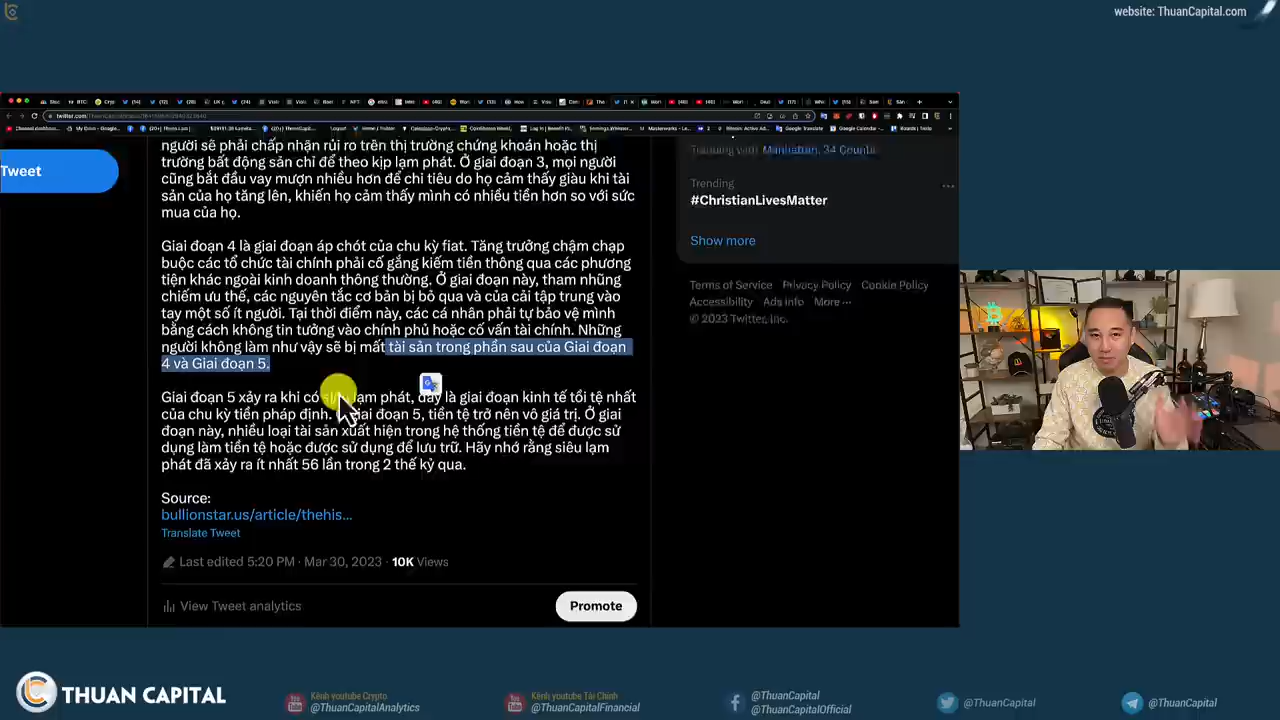 website: ThuanCapital.com
người sẽ phải chấp nhận rủi ro trên thị trường chứng khoán hoặc thị
trường bất động sản chỉ để theo kịp lạm phát. Ở giai đoạn 3, mọi người
cũng bắt đầu vay mượn nhiều hơn để chi tiêu do họ cảm thấy giàu khi tài
sản của họ tăng lên, khiến họ cảm thấy mình có nhiều tiền hơn so với sức
mua của họ.
Tweet
Giai đoạn 4 là giai đoạn áp chót của chu kỳ fiat. Tăng trưởng chậm chạp
buộc các tổ chức tài chính phải cố gắng kiếm tiền thông qua các phương
tiện khác ngoài kinh doanh thông thường. Ở giai đoạn này, tham nhũng
chiếm ưu thế, các nguyên tắc cơ bản bị bỏ qua và của cải tập trung vào
tay một số ít người. Tại thời điểm này, các cá nhân phải tự bảo vệ mình
bằng cách không tin tưởng vào chính phủ hoặc cố vấn tài chính. Những
người không làm như vậy sẽ bị mất tài sản trong phần sau của Giai đoạn
4 và Giai đoạn 5.
Giai đoạn 5 xảy ra khi có siêu lạm phát, đây là giai đoạn kinh tế tồi tệ nhất
của chu kỳ tiền pháp định. giai đoạn 5, tiền tệ trở nên vô giá trị. Ở giai
đoạn này, nhiều loại tài sản xuất hiện trong hệ thống tiền tệ để được sử
dụng làm tiền tệ hoặc được sử dụng để lưu trữ. Hãy nhớ rằng siêu lạm
phát đã xảy ra ít nhất 56 lần trong 2 thế kỷ qua.
Source:
bullionstar.us/article/thehis...
Translate Tweet
Last edited 5:20 PM · Mar 30, 2023 · 10K Views
View Tweet analytics
Promote
Trending with Manhattan, 34 Counts
Trending
#ChristianLivesMatter
Show more
Terms of Service Privacy Policy Cookie Policy
Accessibility Ads info More ···
© 2023 Twitter, Inc.
THUAN CAPITAL
Kênh youtube Crypto
@ThuanCapitalAnalytics
Kênh youtube Tài Chính
@ThuanCapitalFinancial
@ThuanCapital
@ThuanCapitalOfficial
@ThuanCapital
@ThuanCapital